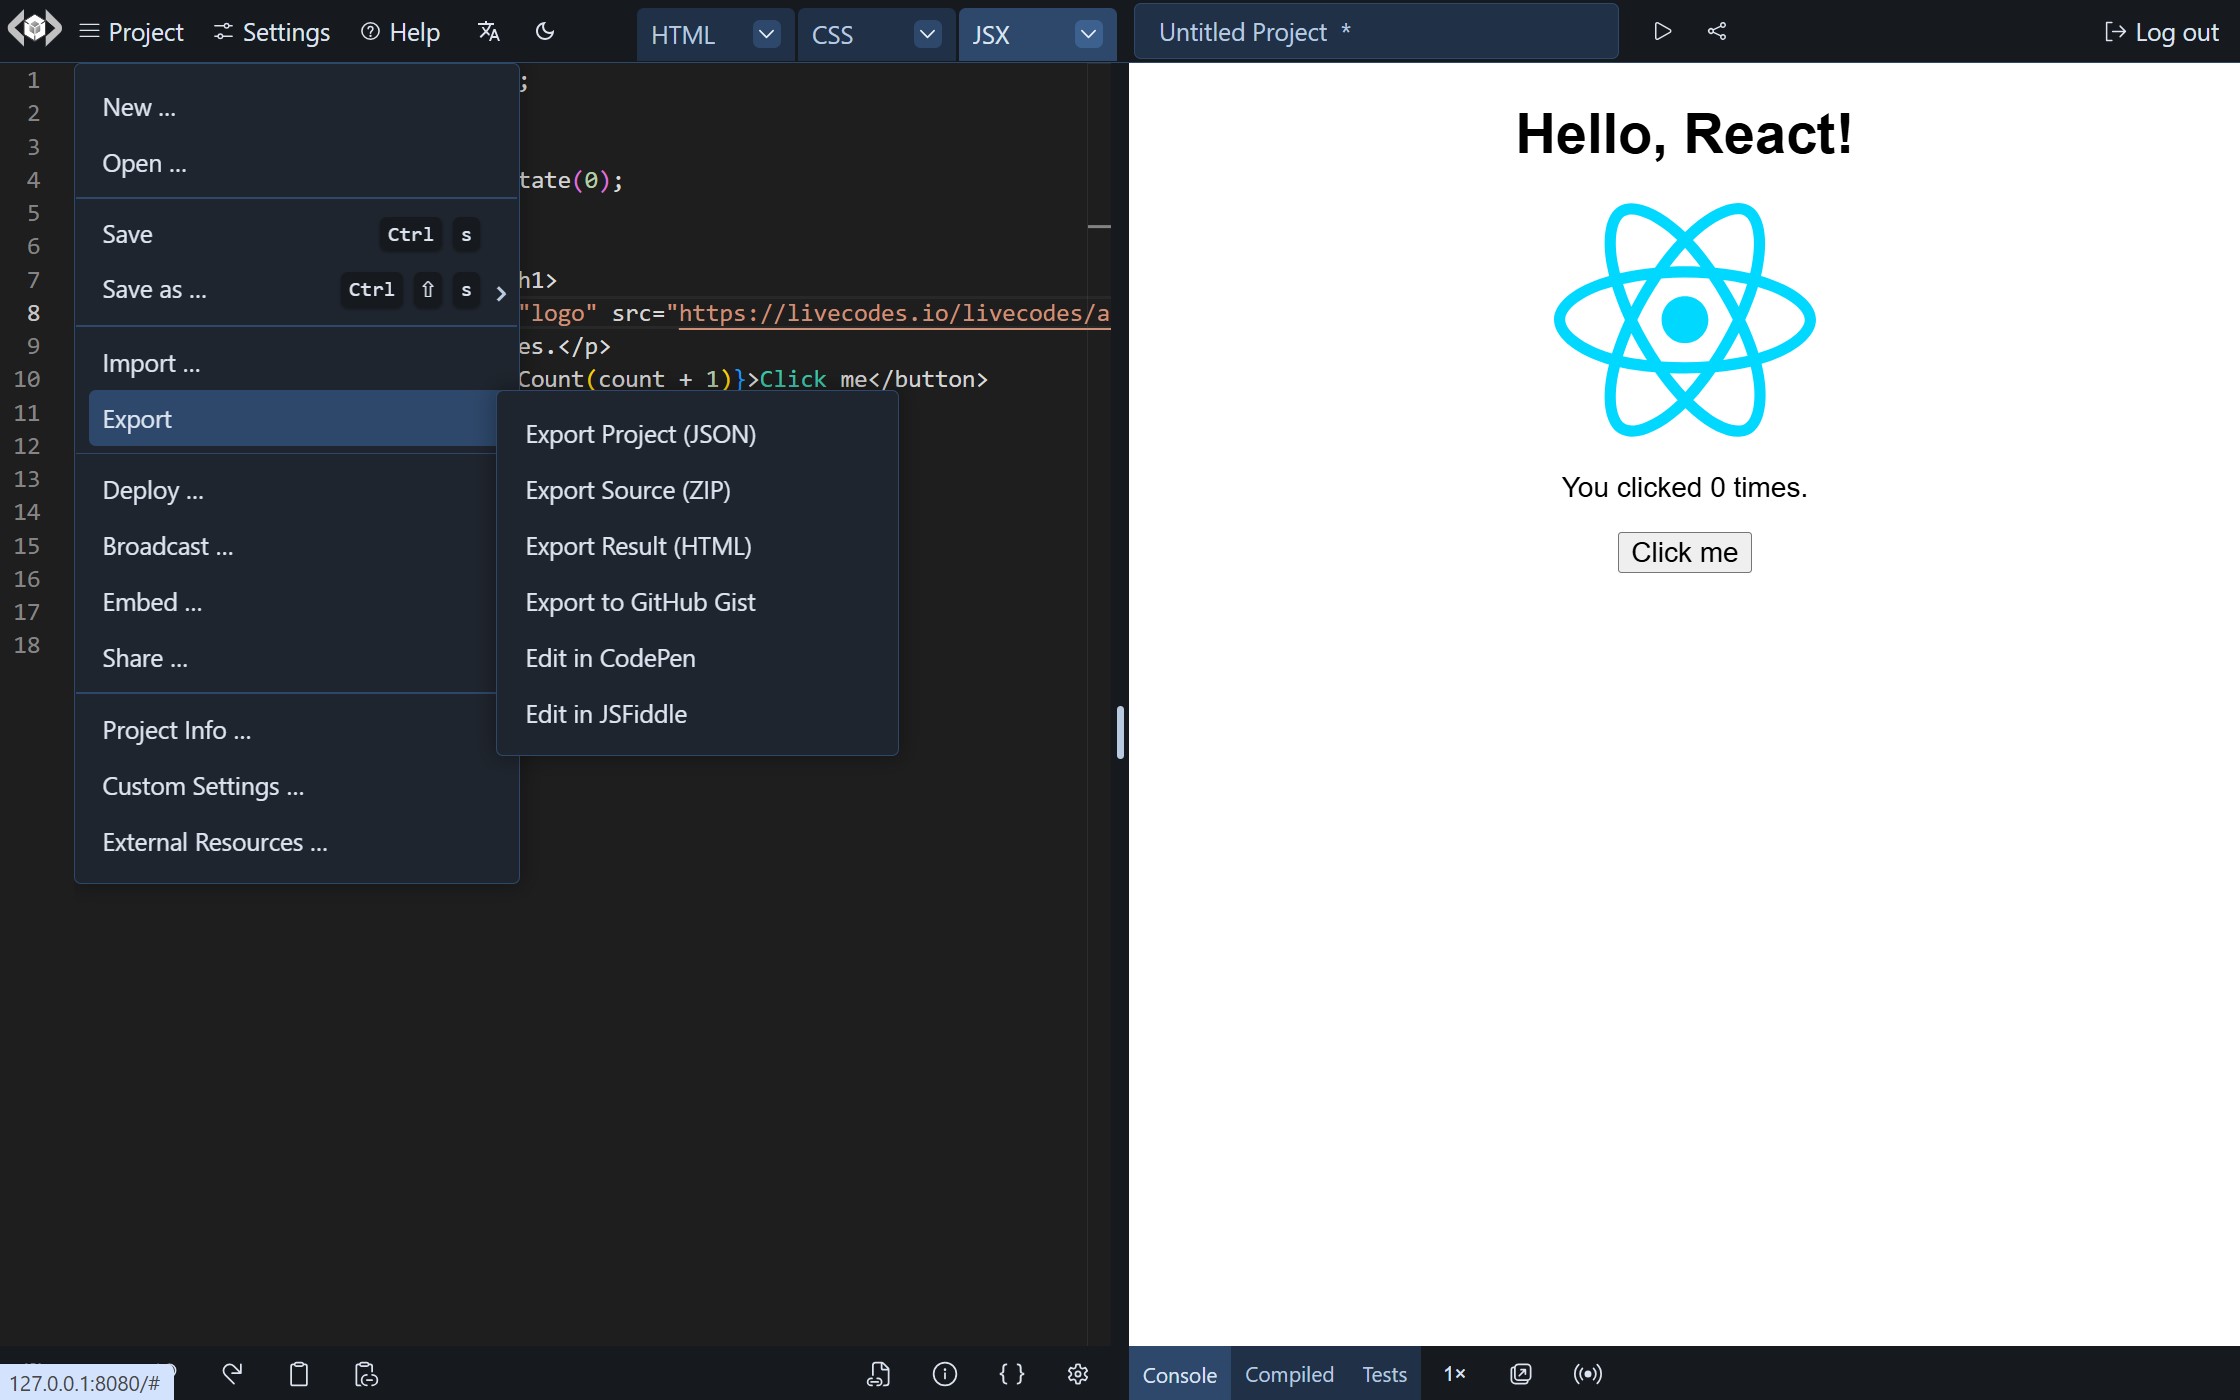 Project Settings Help HTML CSS JSX Untitled Project * Log out
1 ;
2
3
4 tate(0);
5
6
7 h1>
8 "logo" src="https://livecodes.io/livecodes/a
9 es.</p>
10 Count(count + 1)}>Click me</button>
11
12
13
14
15
16
17
18
New ...
Open ...
Save Ctrl s
Save as ... Ctrl ⇧ s
Import ...
Export
Deploy ...
Broadcast ...
Embed ...
Share ...
Project Info ...
Custom Settings ...
External Resources ...
Export Project (JSON)
Export Source (ZIP)
Export Result (HTML)
Export to GitHub Gist
Edit in CodePen
Edit in JSFiddle
Hello, React!
You clicked 0 times.
Click me
127.0.0.1:8080/#
Console Compiled Tests 1×